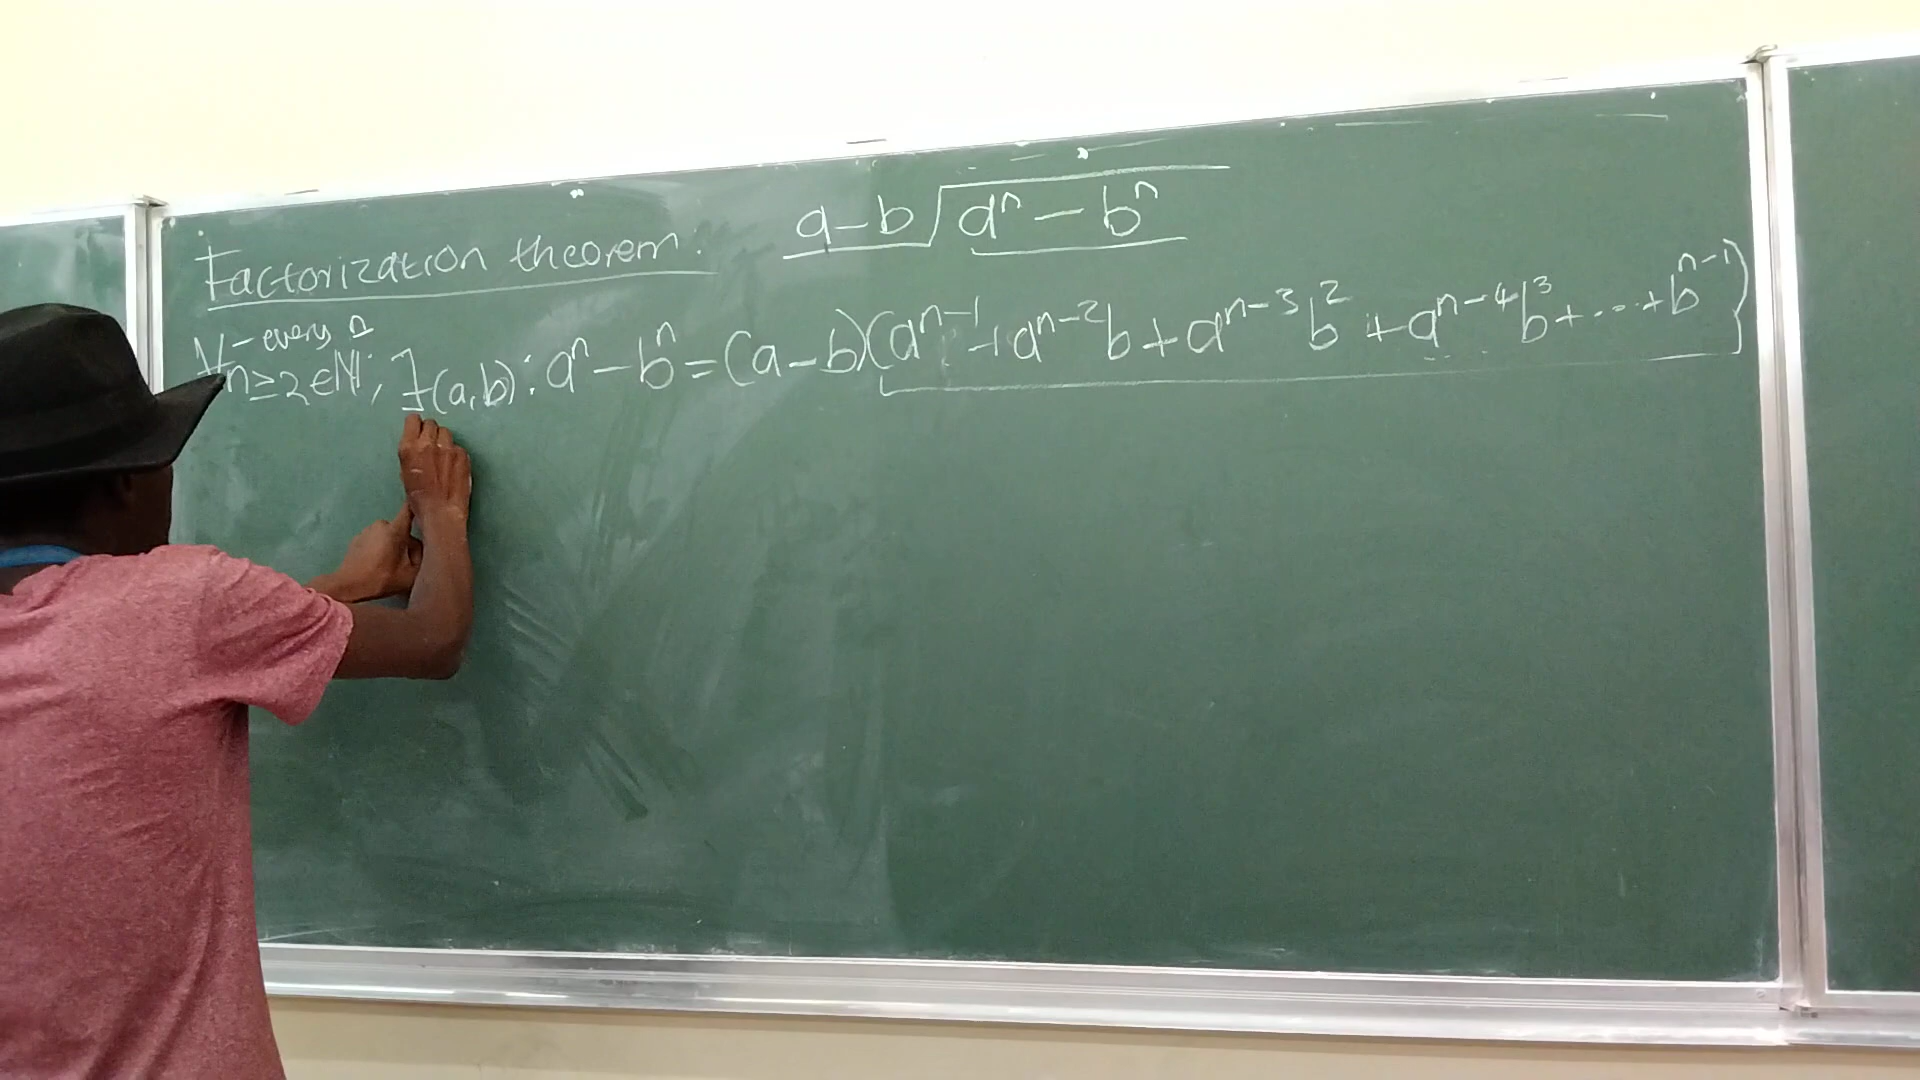 Factorization theorem.
a-b)aⁿ - bⁿ
∀ - every n
∀n ≥ 2 ∈ ℕ; ∃(a,b): aⁿ - bⁿ = (a - b)(aⁿ⁻¹ + aⁿ⁻²b + aⁿ⁻³b² + aⁿ⁻⁴b³ + ... + bⁿ⁻¹)